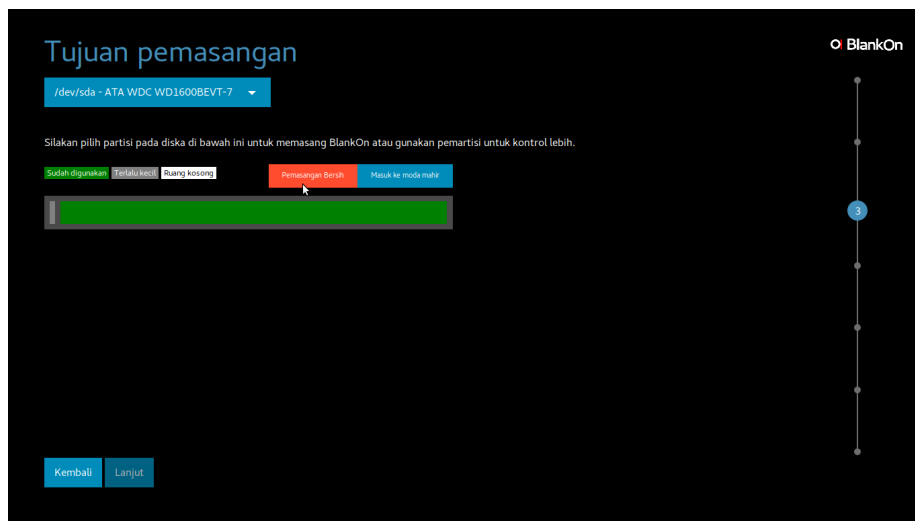 Tujuan pemasangan
BlankOn
/dev/sda - ATA WDC WD1600BEVT-7
Silakan pilih partisi pada diska di bawah ini untuk memasang BlankOn atau gunakan pemartisi untuk kontrol lebih.
Sudah digunakan Terlalu kecil Ruang kosong Pemasangan Bersih Masuk ke moda mahir
3
Kembali Lanjut